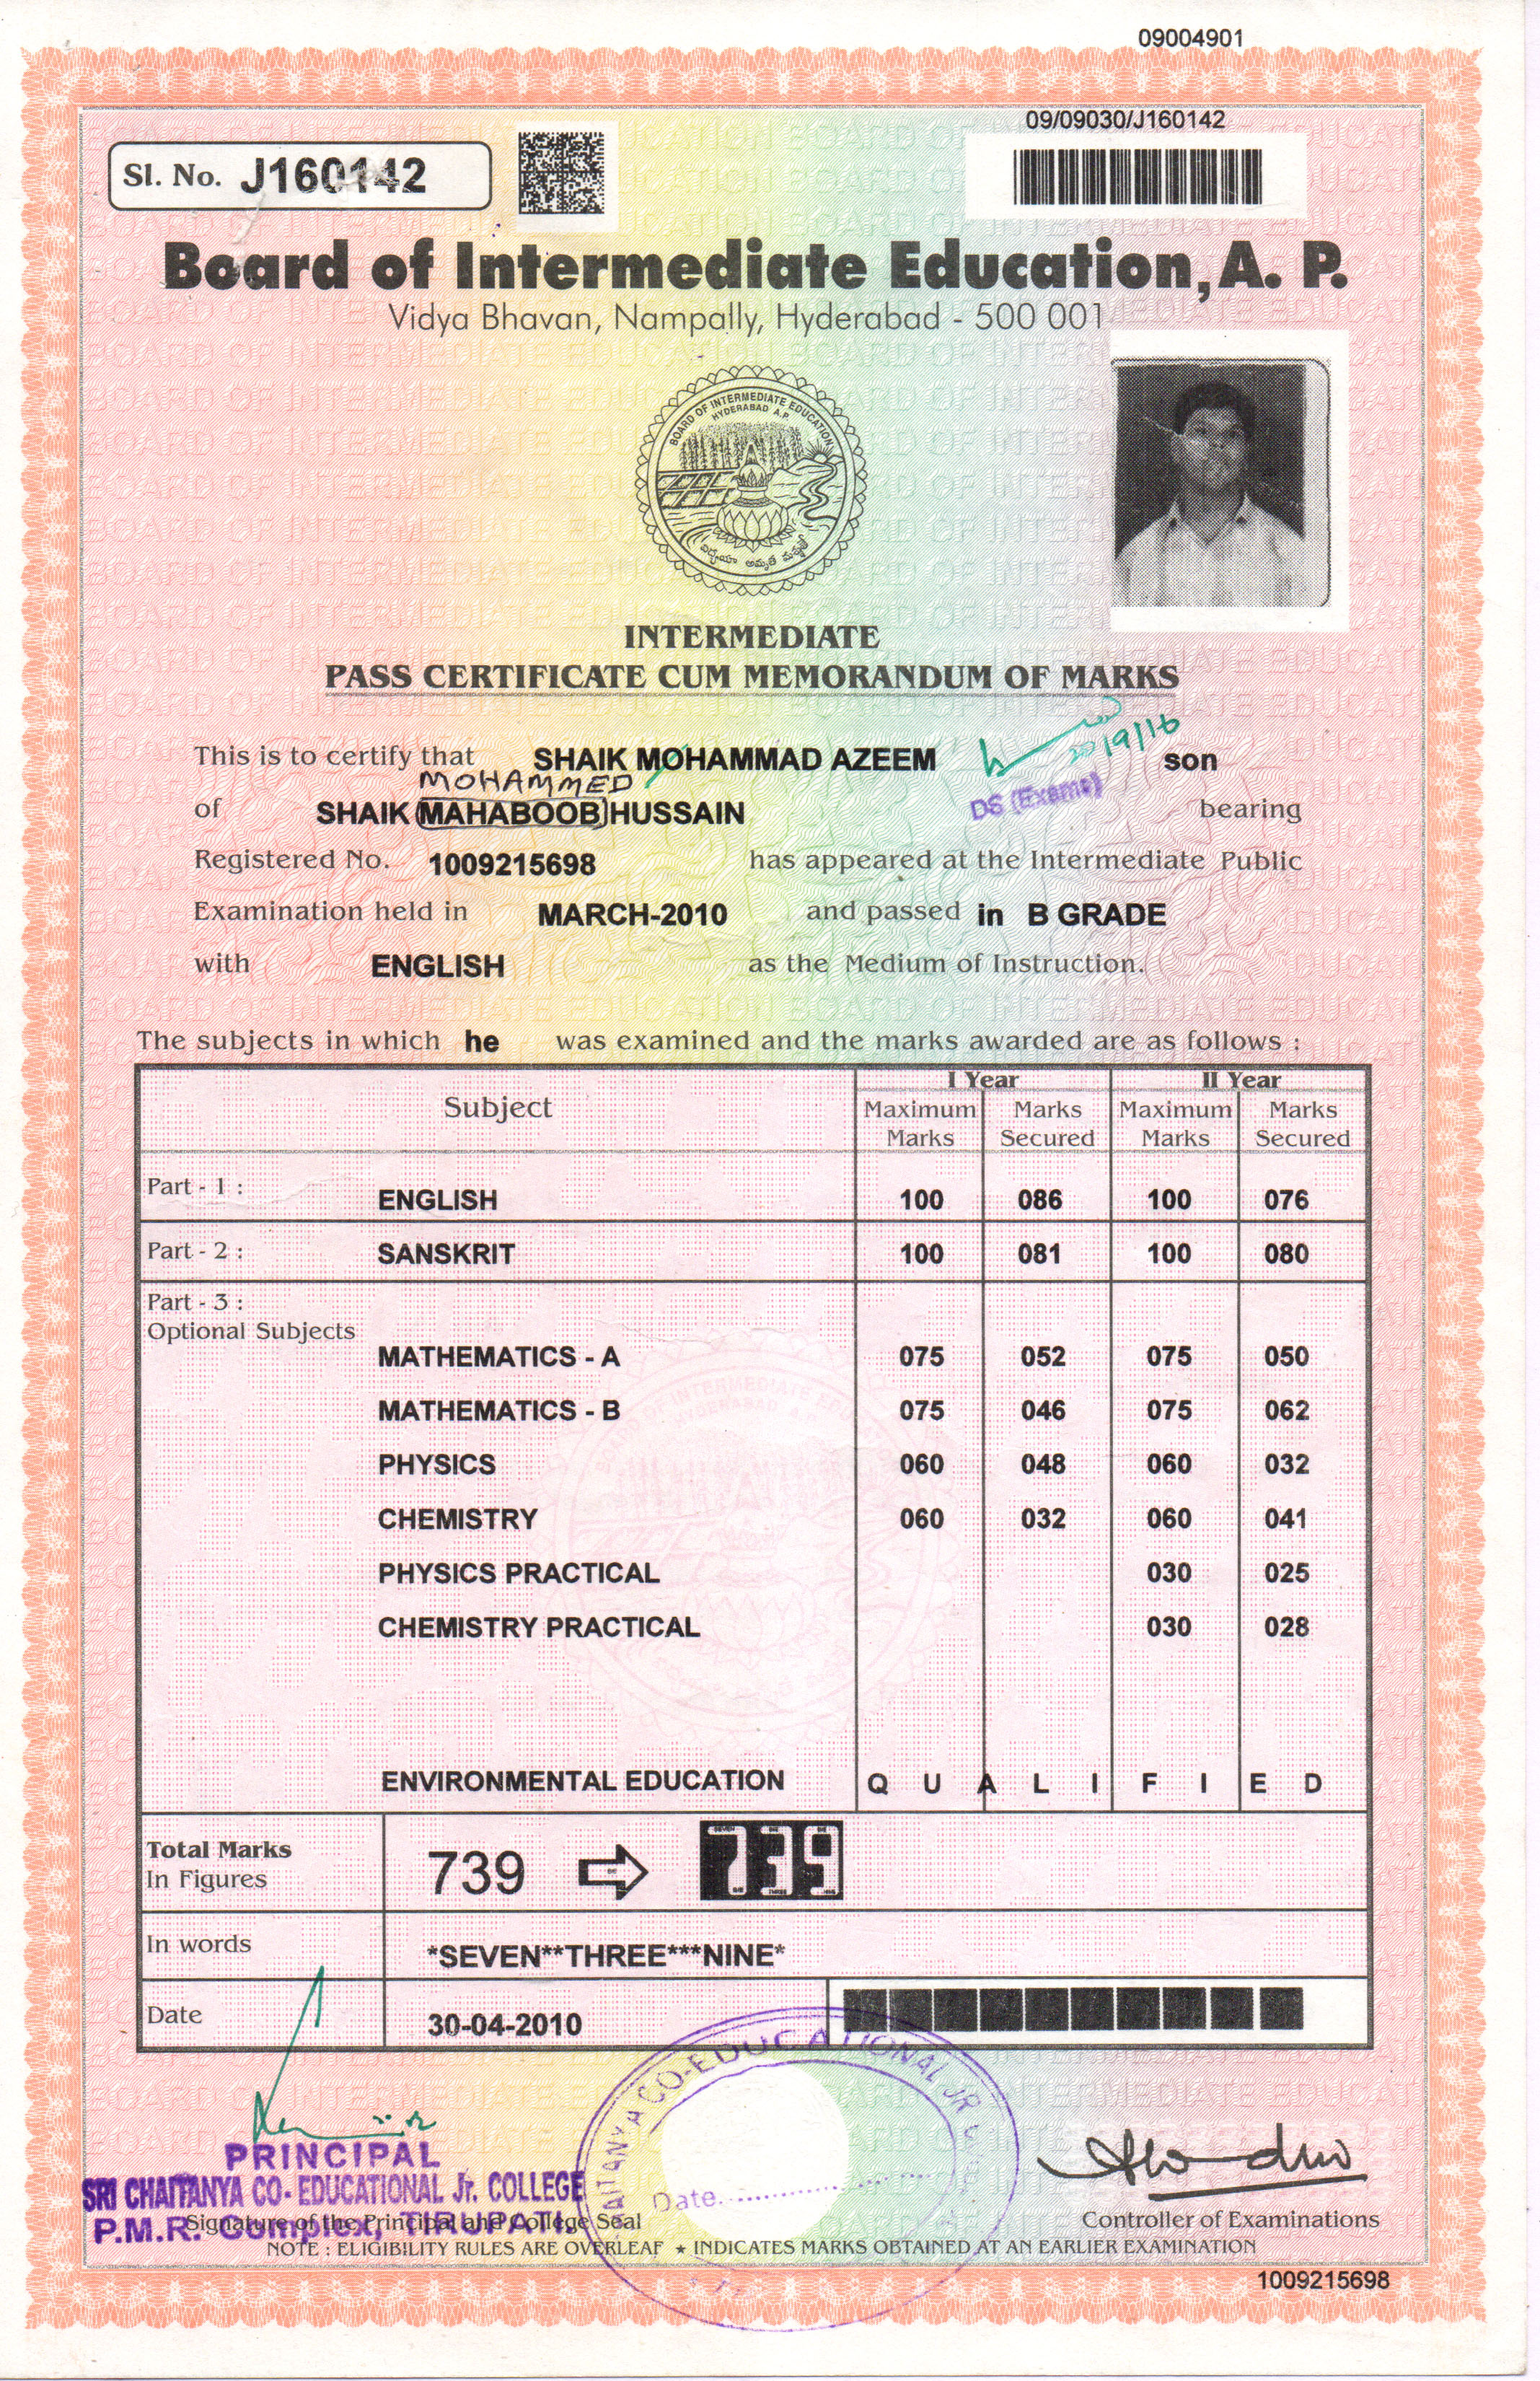 09004901
09/09030/J160142
Sl. No. J160142
Board of Intermediate Education, A. P.
Vidya Bhavan, Nampally, Hyderabad - 500 001
BOARD OF INTERMEDIATE EDUCATION
HYDERABAD A.P.
INTERMEDIATE
PASS CERTIFICATE CUM MEMORANDUM OF MARKS
20/9/16
This is to certify that SHAIK MOHAMMAD AZEEM son
MOHAMMED
DS (Exams)
of SHAIK (MAHABOOB) HUSSAIN bearing
Registered No. 1009215698 has appeared at the Intermediate Public
Examination held in MARCH-2010 and passed in B GRADE
with ENGLISH as the Medium of Instruction.
The subjects in which he was examined and the marks awarded are as follows :
Subject I Year II Year
Maximum Marks Marks Secured Maximum Marks Marks Secured
Part - 1 : ENGLISH 100 086 100 076
Part - 2 : SANSKRIT 100 081 100 080
Part - 3 :
Optional Subjects
MATHEMATICS - A 075 052 075 050
MATHEMATICS - B 075 046 075 062
PHYSICS 060 048 060 032
CHEMISTRY 060 032 060 041
PHYSICS PRACTICAL 030 025
CHEMISTRY PRACTICAL 030 028
ENVIRONMENTAL EDUCATION Q U A L I F I E D
Total Marks
In Figures 739 739
In words *SEVEN**THREE***NINE*
Date 30-04-2010
CO-EDUCATIONAL JR
Date
PRINCIPAL
SRI CHAITANYA CO-EDUCATIONAL Jr. COLLEGE
P.M.R. Complex, TIRUPATI.
Signature of the Principal and College Seal
Controller of Examinations
NOTE : ELIGIBILITY RULES ARE OVERLEAF ★ INDICATES MARKS OBTAINED AT AN EARLIER EXAMINATION
1009215698